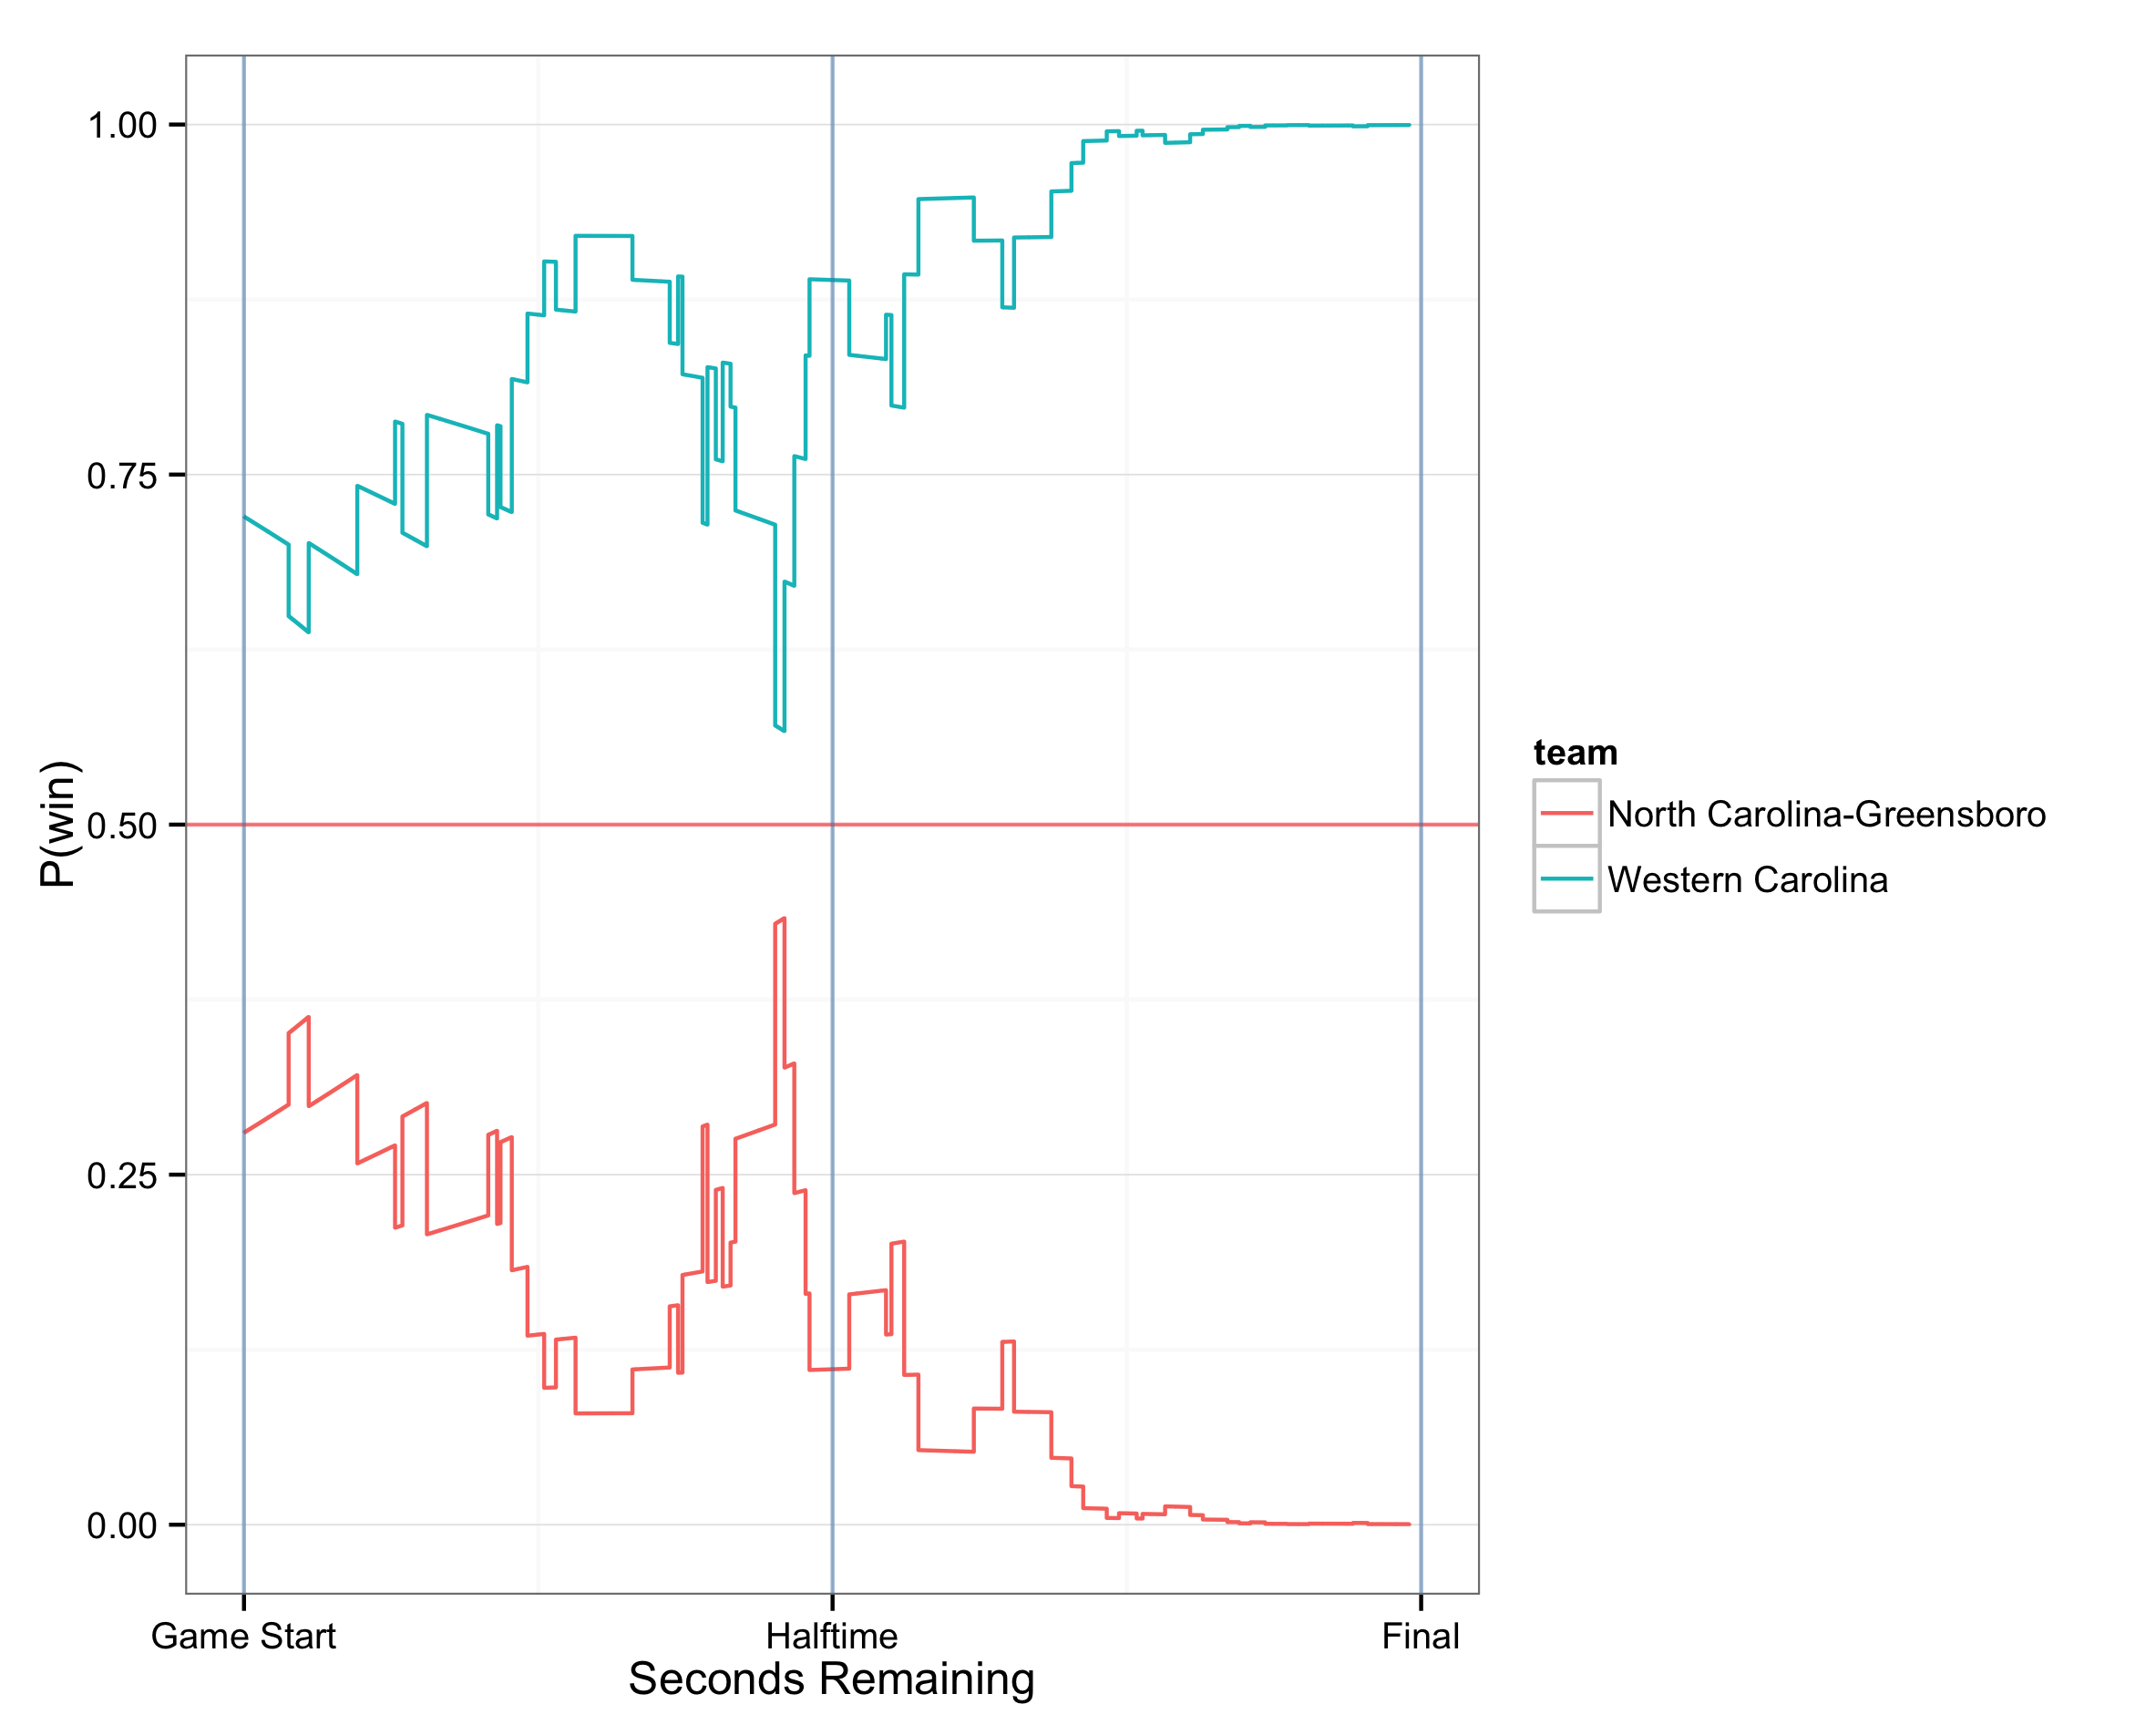 1.00
0.75
0.50
0.25
0.00
P(win)
Game Start
Halftime
Final
Seconds Remaining
team
North Carolina-Greensboro
Western Carolina